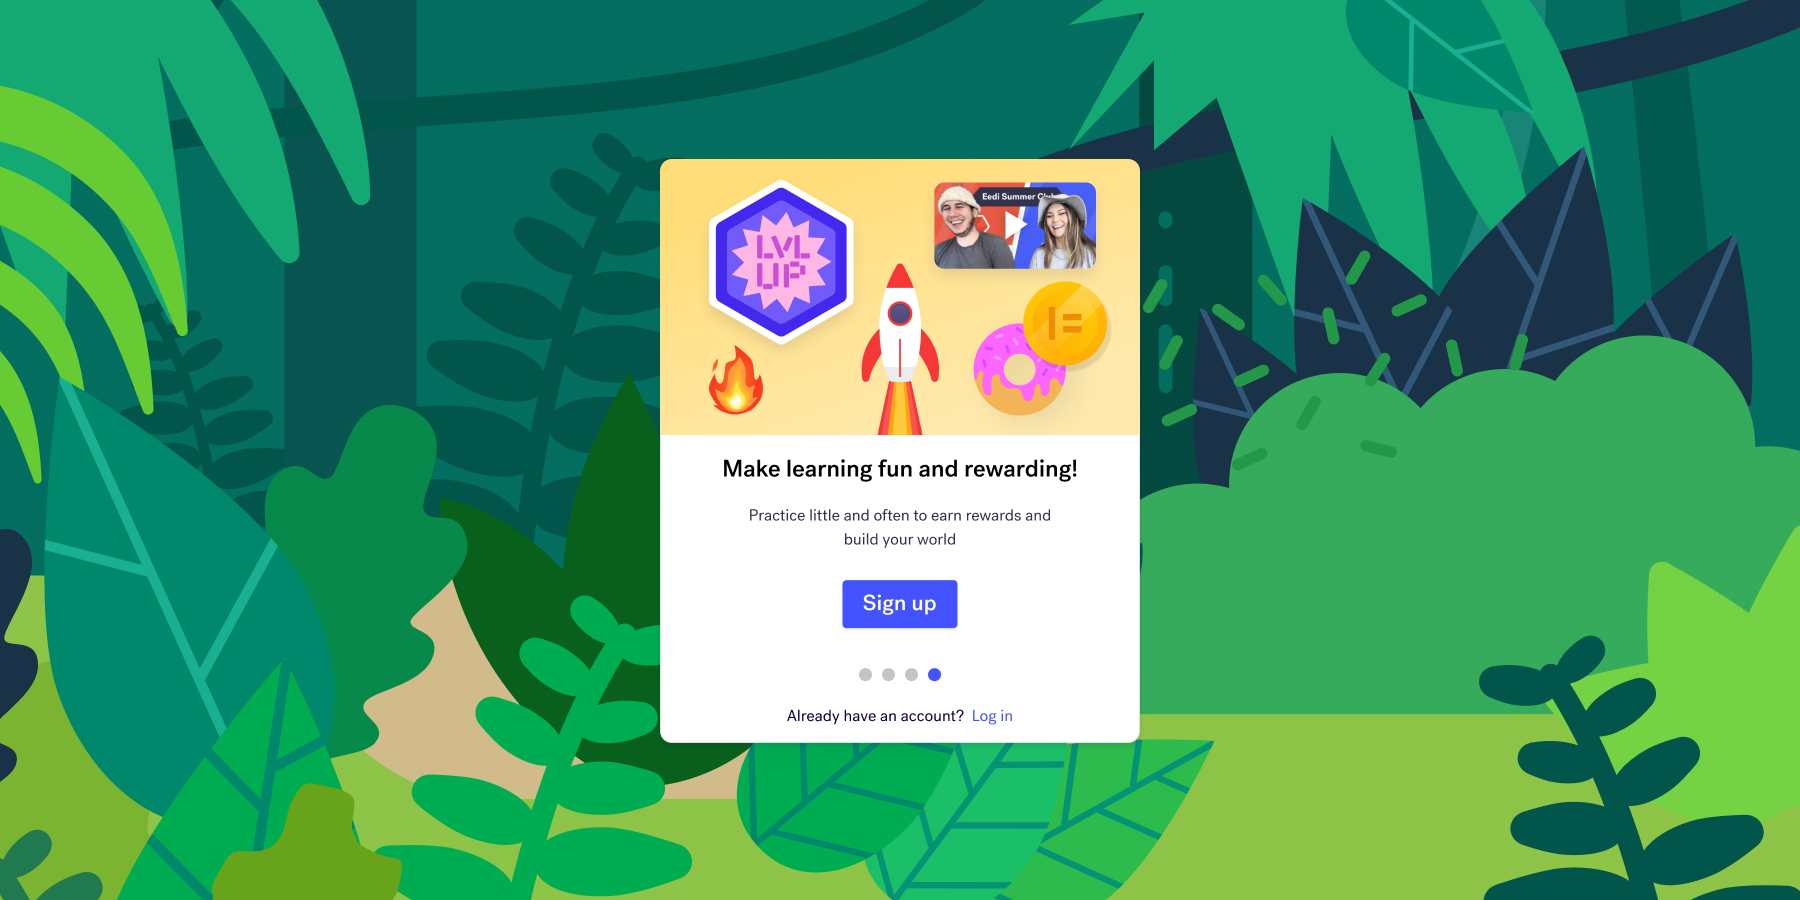 LVL
UP
Eedi Summer Club
Make learning fun and rewarding!
Practice little and often to earn rewards and
build your world
Sign up
Already have an account? Log in